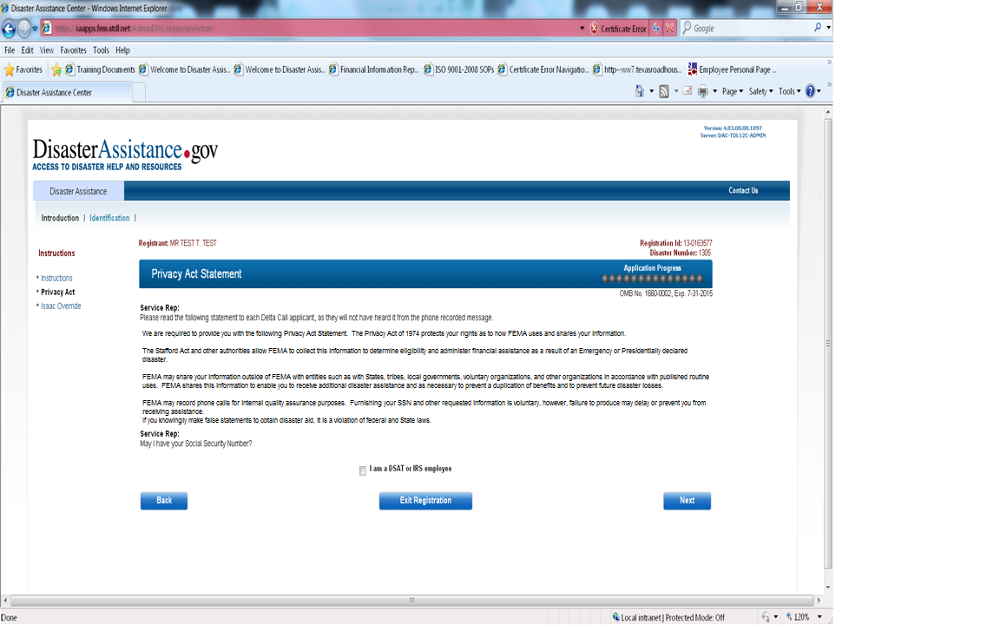 Disaster Assistance Center - Windows Internet Explorer
https://iaapps.fematdl.net/AdminDAC/n/privacyAct.do
Certificate Error
Google
File Edit View Favorites Tools Help
Favorites
Training Documents
Welcome to Disaster Assis...
Welcome to Disaster Assis...
Financial Information Rep...
ISO 9001-2008 SOPs
Certificate Error Navigatio...
http--ww7.texasroadhous...
Employee Personal Page ...
Disaster Assistance Center
Page Safety Tools
Version: 4.03.00.00.1097
Server: DAC-TDL12C-ADMIN
DisasterAssistance.gov
ACCESS TO DISASTER HELP AND RESOURCES
Disaster Assistance
Contact Us
Introduction | Identification |
Registrant: MR TEST T. TEST
Registration Id: 13-0163577
Disaster Number: 1305
Instructions
Instructions
Privacy Act
Isaac Override
Privacy Act Statement
Application Progress
OMB No. 1660-0002, Exp. 7-31-2015
Service Rep:
Please read the following statement to each Delta Call applicant, as they will not have heard it from the phone recorded message.
We are required to provide you with the following Privacy Act Statement. The Privacy Act of 1974 protects your rights as to how FEMA uses and shares your information.
The Stafford Act and other authorities allow FEMA to collect this information to determine eligibility and administer financial assistance as a result of an Emergency or Presidentially declared
disaster.
FEMA may share your information outside of FEMA with entities such as with States, tribes, local governments, voluntary organizations, and other organizations in accordance with published routine
uses. FEMA shares this information to enable you to receive additional disaster assistance and as necessary to prevent a duplication of benefits and to prevent future disaster losses.
FEMA may record phone calls for internal quality assurance purposes. Furnishing your SSN and other requested information is voluntary, however, failure to produce may delay or prevent you from
receiving assistance.
If you knowingly make false statements to obtain disaster aid, it is a violation of federal and State laws.
Service Rep:
May I have your Social Security Number?
I am a DSAT or IRS employee
Back
Exit Registration
Next
Done
Local intranet | Protected Mode: Off
120%